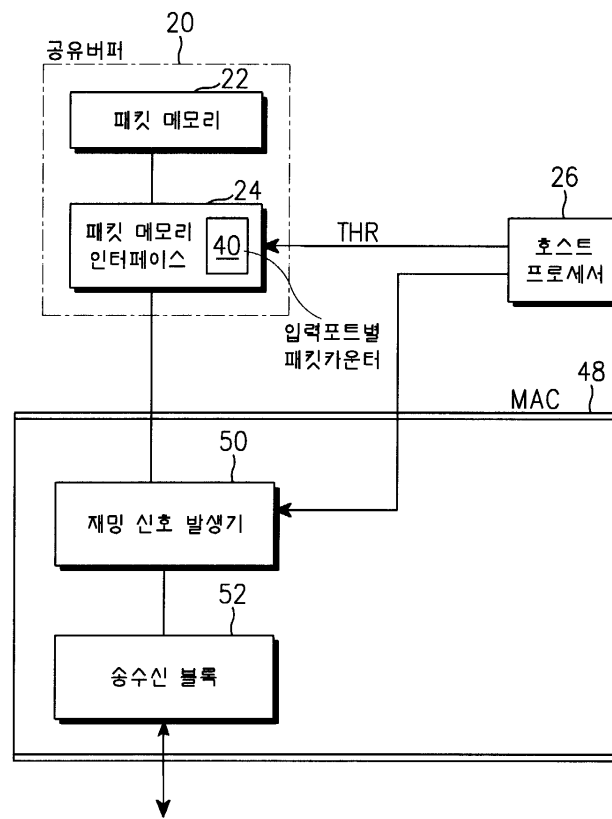 20
공유버퍼
22
패킷 메모리
24
패킷 메모리
인터페이스
40
THR
26
호스트
프로세서
입력포트별
패킷카운터
48
MAC
50
재밍 신호 발생기
52
송수신 블록